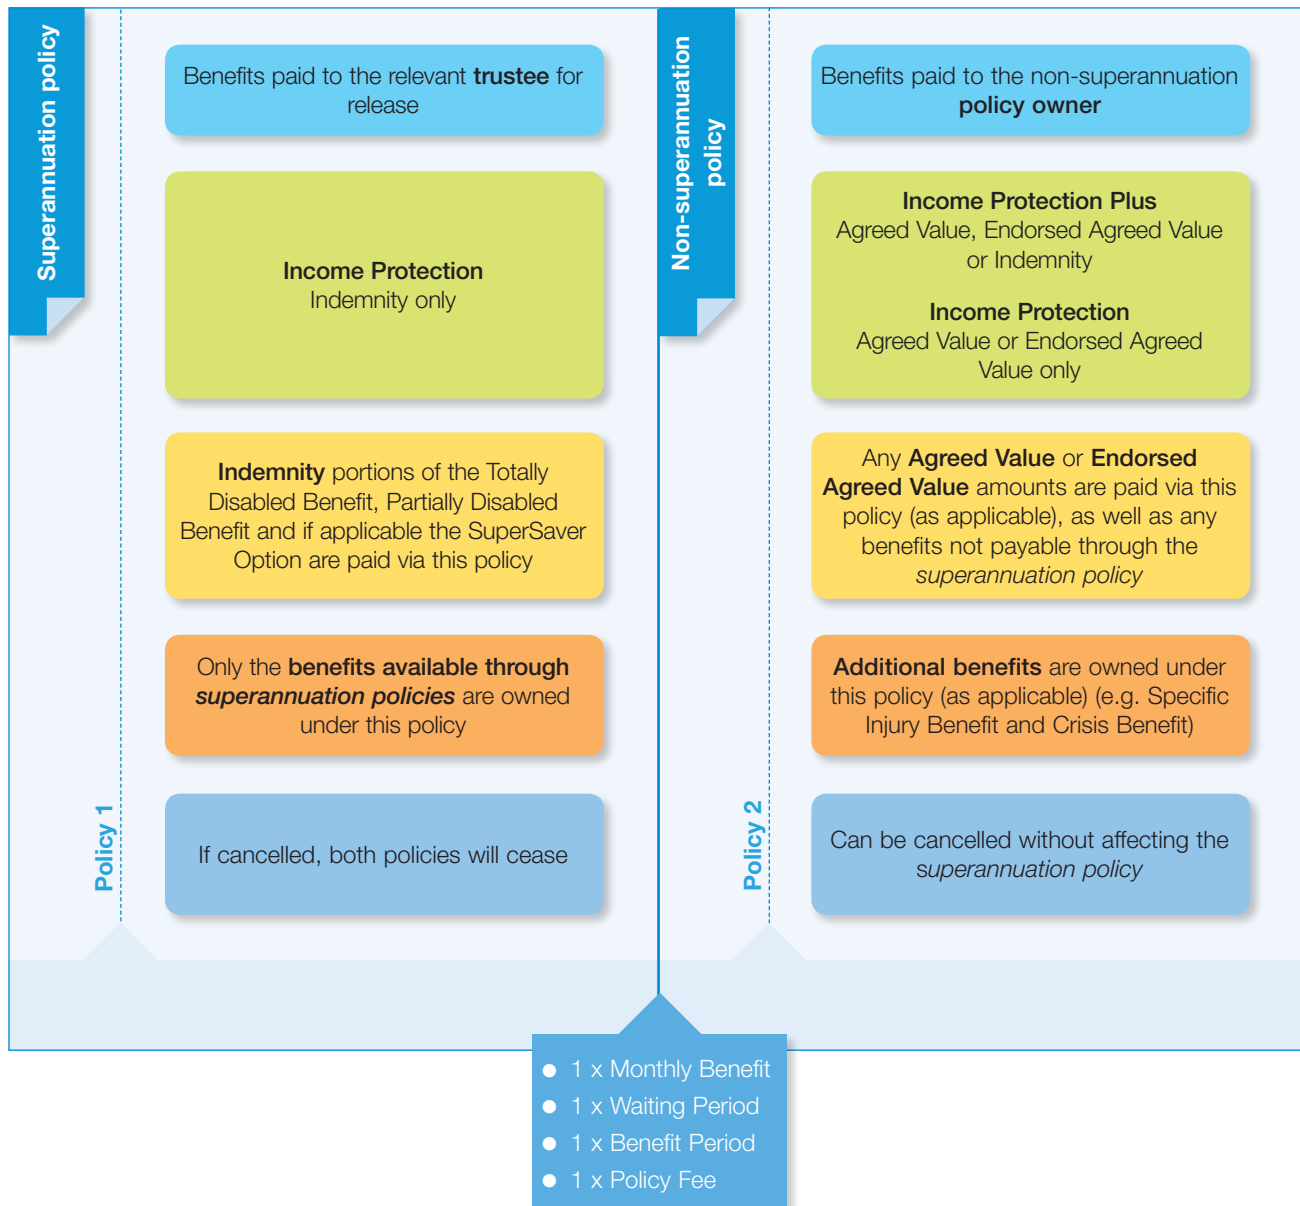 Superannuation policy
Benefits paid to the relevant trustee for
release
Income Protection
Indemnity only
Indemnity portions of the Totally
Disabled Benefit, Partially Disabled
Benefit and if applicable the SuperSaver
Option are paid via this policy
Only the benefits available through
superannuation policies are owned
under this policy
If cancelled, both policies will cease
Policy 1
Non-superannuation
policy
Benefits paid to the non-superannuation
policy owner
Income Protection Plus
Agreed Value, Endorsed Agreed Value
or Indemnity
Income Protection
Agreed Value or Endorsed Agreed
Value only
Any Agreed Value or Endorsed
Agreed Value amounts are paid via this
policy (as applicable), as well as any
benefits not payable through the
superannuation policy
Additional benefits are owned under
this policy (as applicable) (e.g. Specific
Injury Benefit and Crisis Benefit)
Can be cancelled without affecting the
superannuation policy
Policy 2
● 1 x Monthly Benefit
● 1 x Waiting Period
● 1 x Benefit Period
● 1 x Policy Fee